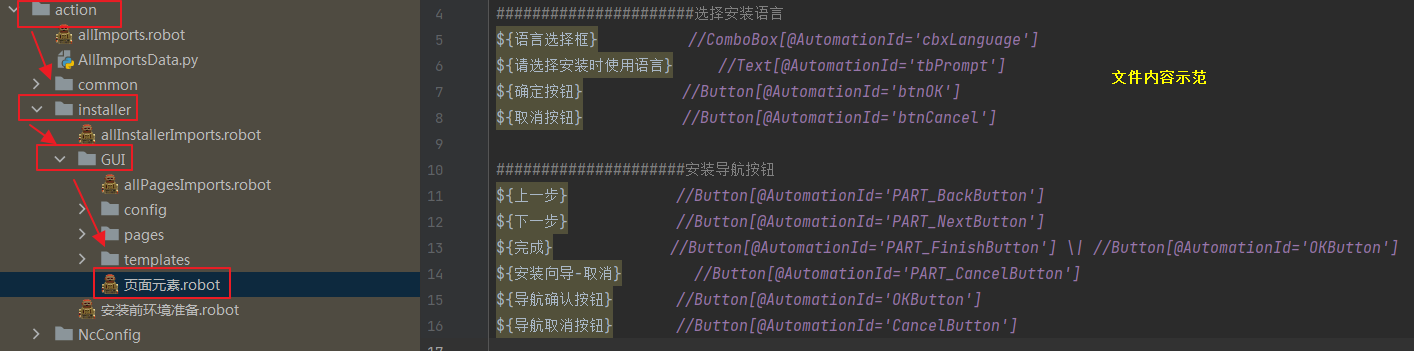 action
allImports.robot
AllImportsData.py
common
installer
allInstallerImports.robot
GUI
allPagesImports.robot
config
pages
templates
页面元素.robot
安装前环境准备.robot
NcConfig
4 ######################选择安装语言
5 ${语言选择框} //ComboBox[@AutomationId='cbxLanguage']
6 ${请选择安装时使用语言} //Text[@AutomationId='tbPrompt']
7 ${确定按钮} //Button[@AutomationId='btnOK']
8 ${取消按钮} //Button[@AutomationId='btnCancel']
9
10 #####################安装导航按钮
11 ${上一步} //Button[@AutomationId='PART_BackButton']
12 ${下一步} //Button[@AutomationId='PART_NextButton']
13 ${完成} //Button[@AutomationId='PART_FinishButton'] \| //Button[@AutomationId='OKButton']
14 ${安装向导-取消} //Button[@AutomationId='PART_CancelButton']
15 ${导航确认按钮} //Button[@AutomationId='OKButton']
16 ${导航取消按钮} //Button[@AutomationId='CancelButton']
17
文件内容示范